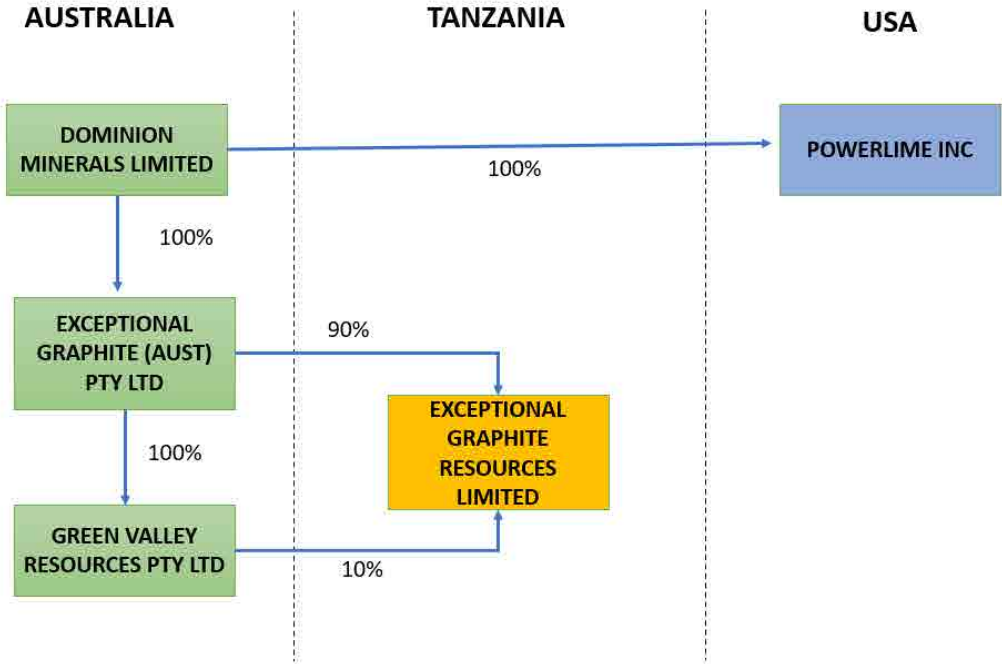 AUSTRALIA
TANZANIA
USA
DOMINION
MINERALS LIMITED
100%
POWERLIME INC
100%
EXCEPTIONAL
GRAPHITE (AUST)
PTY LTD
90%
EXCEPTIONAL
GRAPHITE
RESOURCES
LIMITED
100%
GREEN VALLEY
RESOURCES PTY LTD
10%